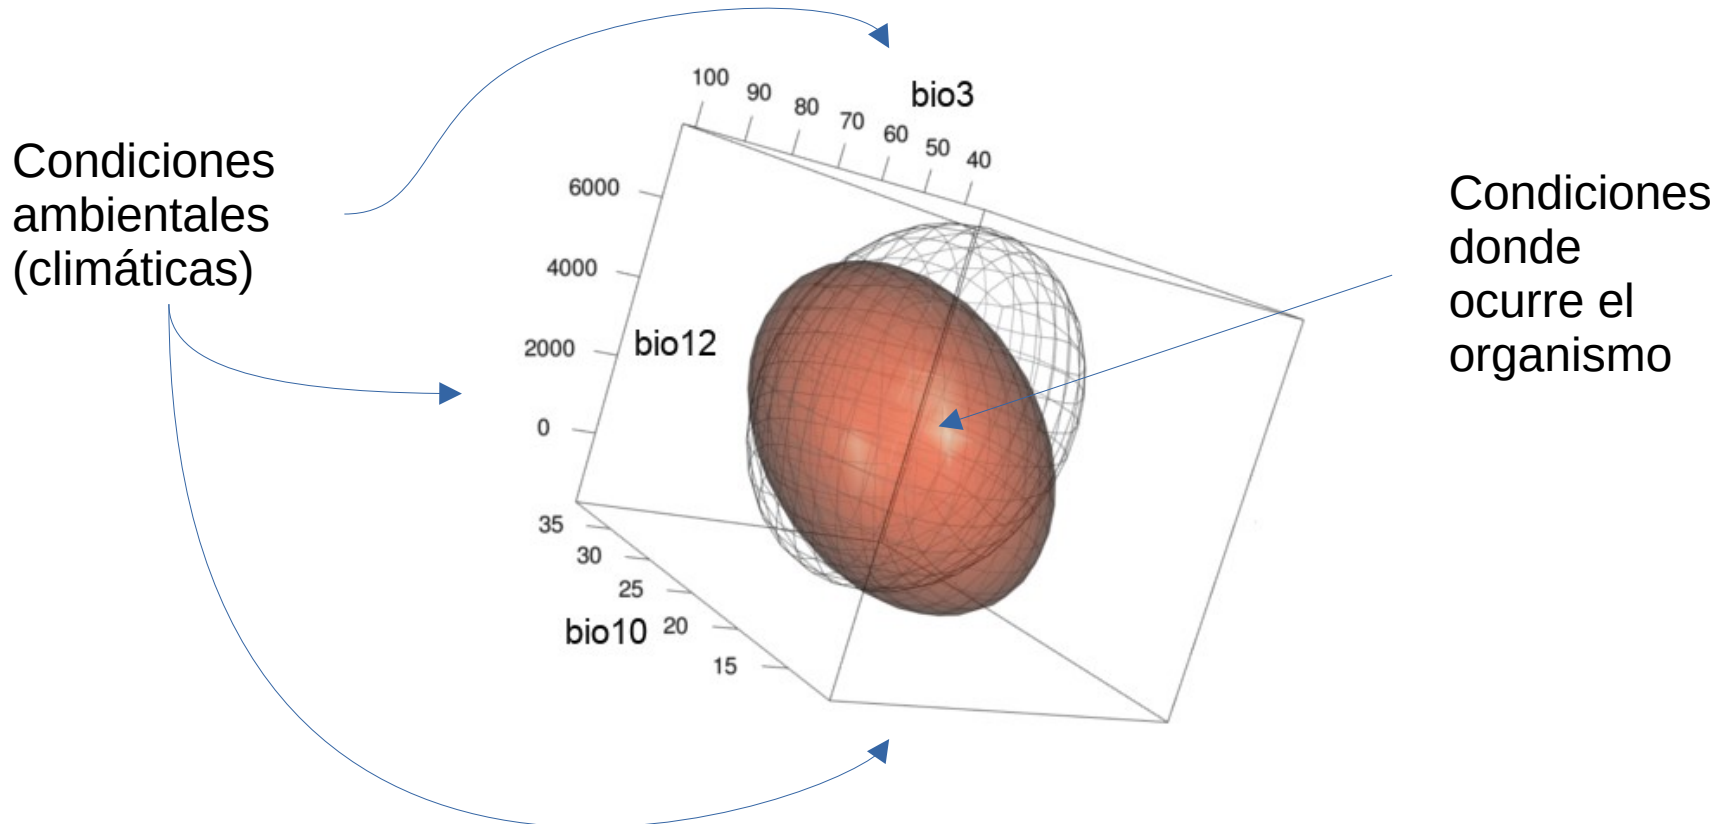 Condiciones
ambientales
(climáticas)
100 90 80 70 60 50 40
bio3
6000
4000
2000
0
bio12
35
30
25
20
15
bio10
Condiciones
donde
ocurre el
organismo